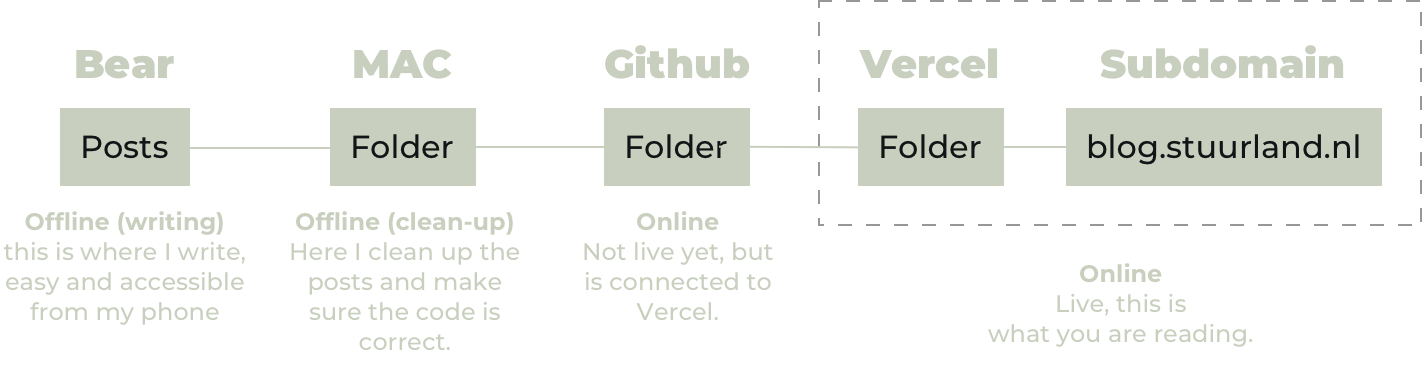 Bear
MAC
Github
Vercel
Subdomain
Posts
Folder
Folder
Folder
blog.stuurland.nl
Offline (writing)
this is where I write,
easy and accessible
from my phone
Offline (clean-up)
Here I clean up the
posts and make
sure the code is
correct.
Online
Not live yet, but
is connected to
Vercel.
Online
Live, this is
what you are reading.